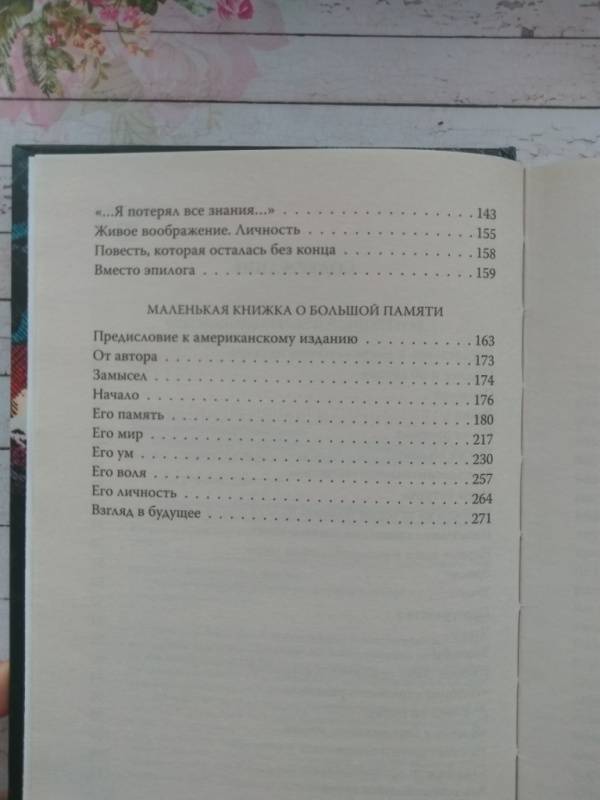 «...Я потерял все знания...» . . . . . . . . . . . . . . . . . . 143
Живое воображение. Личность . . . . . . . . . . . . . . . . 155
Повесть, которая осталась без конца . . . . . . . . . . . . . 158
Вместо эпилога . . . . . . . . . . . . . . . . . . . . . . . . . 159
МАЛЕНЬКАЯ КНИЖКА О БОЛЬШОЙ ПАМЯТИ
Предисловие к американскому изданию . . . . . . . . . . 163
От автора . . . . . . . . . . . . . . . . . . . . . . . . . . . . 173
Замысел . . . . . . . . . . . . . . . . . . . . . . . . . . . . . 174
Начало . . . . . . . . . . . . . . . . . . . . . . . . . . . . . . 176
Его память . . . . . . . . . . . . . . . . . . . . . . . . . . . 180
Его мир . . . . . . . . . . . . . . . . . . . . . . . . . . . . . 217
Его ум . . . . . . . . . . . . . . . . . . . . . . . . . . . . . . 230
Его воля . . . . . . . . . . . . . . . . . . . . . . . . . . . . . 257
Его личность . . . . . . . . . . . . . . . . . . . . . . . . . . 264
Взгляд в будущее . . . . . . . . . . . . . . . . . . . . . . . 271